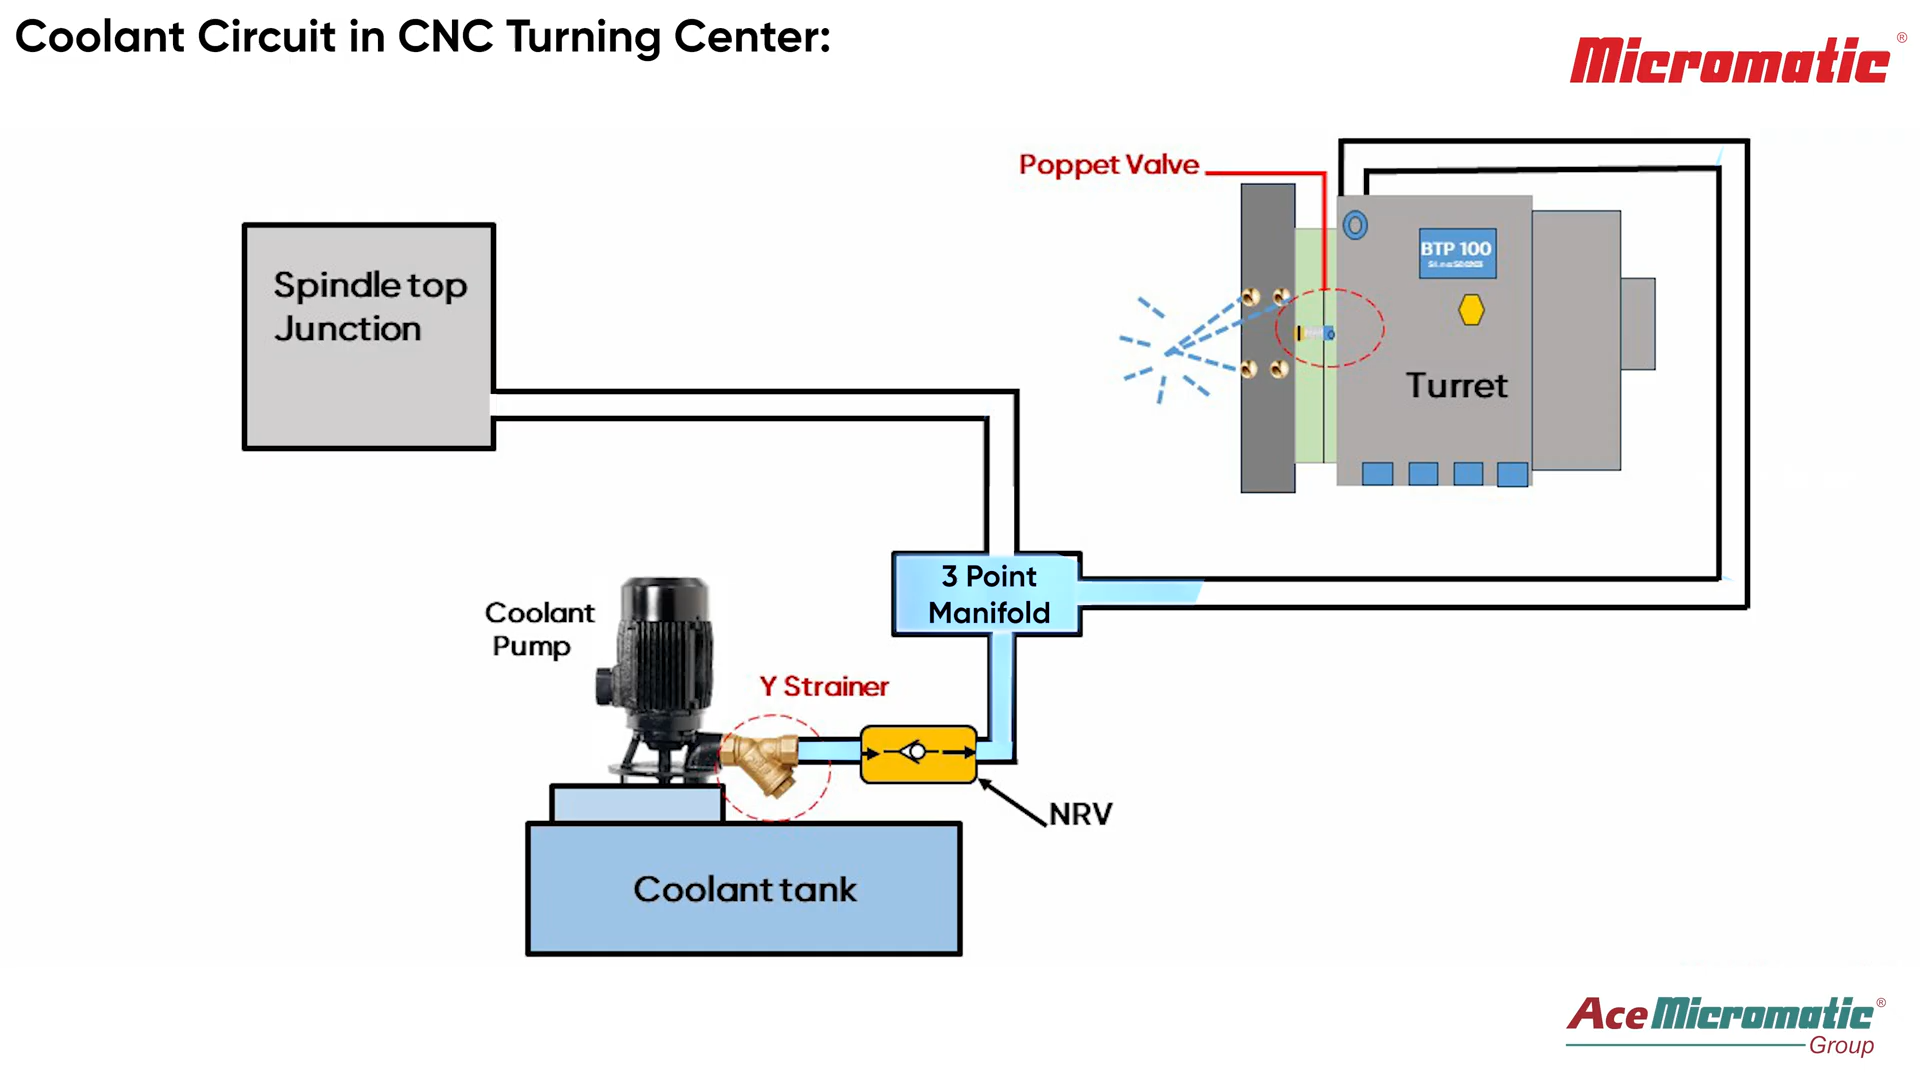 Coolant Circuit in CNC Turning Center:
Micromatic®
Poppet Valve
BTP 100
Spindle top
Junction
Turret
3 Point
Manifold
Coolant
Pump
Y Strainer
NRV
Coolant tank
AceMicromatic®
Group